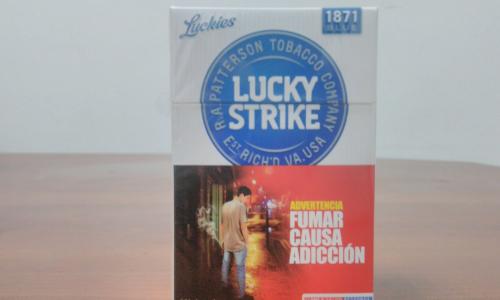 Luckies
1871
BLUE
R.A. PATTERSON TOBACCO COMPANY
LUCKY
STRIKE
EST. RICH'D VA. USA
ADVERTENCIA
FUMAR
CAUSA
ADICCIÓN